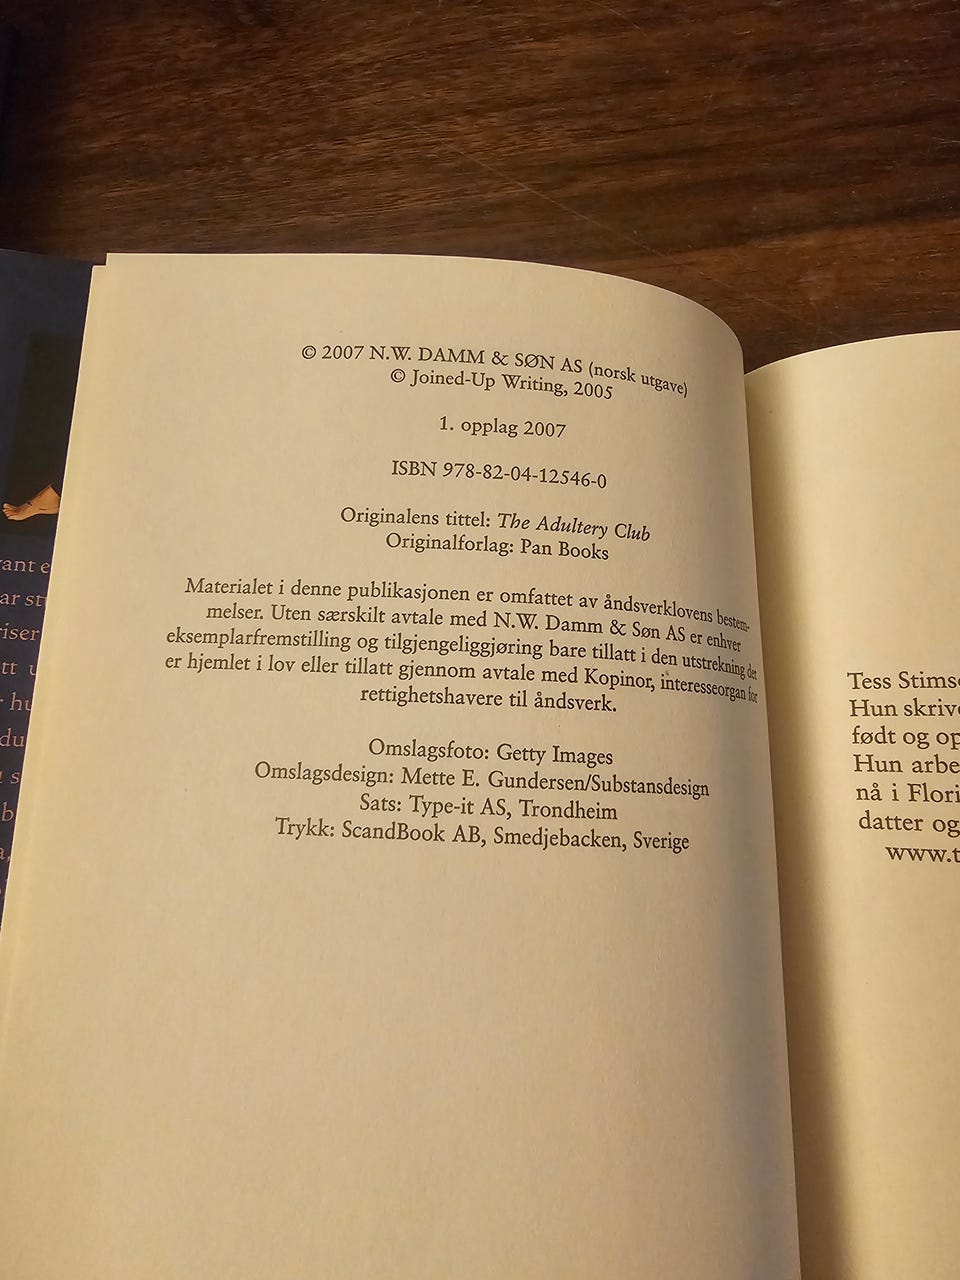 © 2007 N.W. DAMM & SØN AS (norsk utgave)
© Joined-Up Writing, 2005
1. opplag 2007
ISBN 978-82-04-12546-0
Originalens tittel: The Adultery Club
Originalforlag: Pan Books
Materialet i denne publikasjonen er omfattet av åndsverklovens bestem-
melser. Uten særskilt avtale med N.W. Damm & Søn AS er enhver
eksemplarfremstilling og tilgjengeliggjøring bare tillatt i den utstrekning det
er hjemlet i lov eller tillatt gjennom avtale med Kopinor, interesseorgan for
rettighetshavere til åndsverk.
Omslagsfoto: Getty Images
Omslagsdesign: Mette E. Gundersen/Substansdesign
Sats: Type-it AS, Trondheim
Trykk: ScandBook AB, Smedjebacken, Sverige
Tess Stims
Hun skriv
født og op
Hun arbe
nå i Flori
datter og
www.t